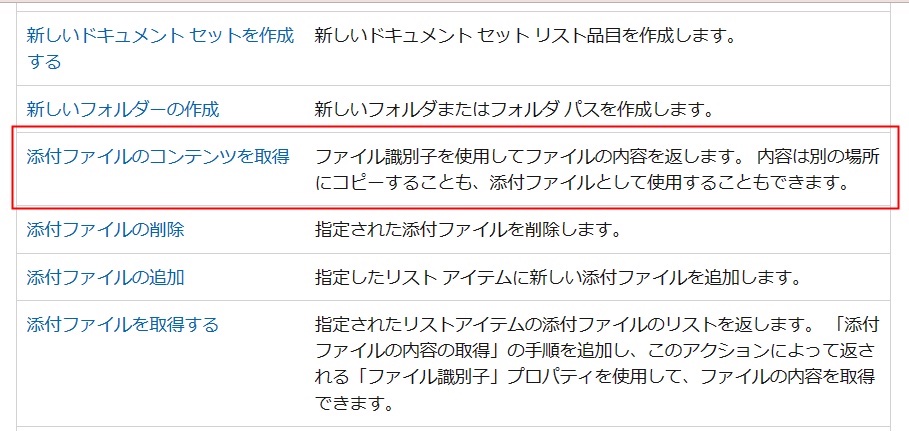 新しいドキュメント セットを作成
する
新しいドキュメント セット リスト品目を作成します。
新しいフォルダーの作成
新しいフォルダまたはフォルダ パスを作成します。
添付ファイルのコンテンツを取得
ファイル識別子を使用してファイルの内容を返します。 内容は別の場所
にコピーすることも、添付ファイルとして使用することもできます。
添付ファイルの削除
指定された添付ファイルを削除します。
添付ファイルの追加
指定したリスト アイテムに新しい添付ファイルを追加します。
添付ファイルを取得する
指定されたリストアイテムの添付ファイルのリストを返します。 「添付
ファイルの内容の取得」の手順を追加し、このアクションによって返さ
れる「ファイル識別子」プロパティを使用して、ファイルの内容を取得
できます。